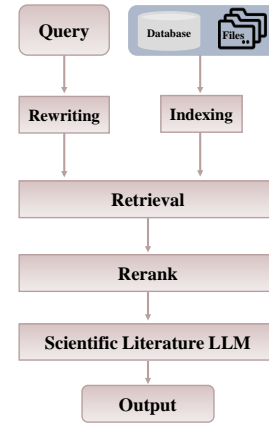 Query
Database
Files
Rewriting
Indexing
Retrieval
Rerank
Scientific Literature LLM
Output